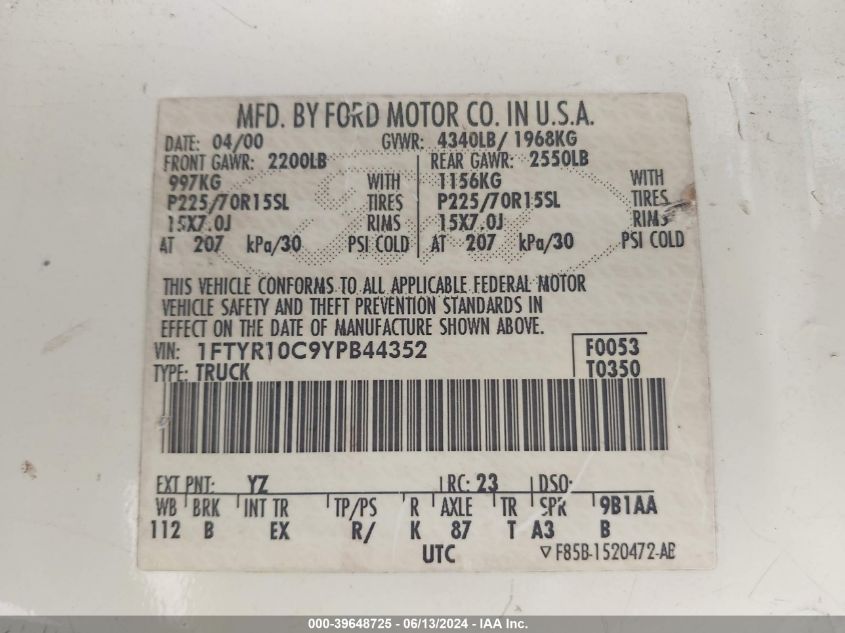 MFD. BY FORD MOTOR CO. IN U.S.A.
DATE: 04/00 GVWR: 4340LB/ 1968KG
FRONT GAWR: 2200LB REAR GAWR: 2550LB
997KG WITH 1156KG WITH
P225/70R15SL TIRES P225/70R15SL TIRES
15X7.0J RIMS 15X7.0J RIMS
AT 207 kPa/30 PSI COLD AT 207 kPa/30 PSI COLD
THIS VEHICLE CONFORMS TO ALL APPLICABLE FEDERAL MOTOR
VEHICLE SAFETY AND THEFT PREVENTION STANDARDS IN
EFFECT ON THE DATE OF MANUFACTURE SHOWN ABOVE.
VIN: 1FTYR10C9YPB44352 F0053
TYPE: TRUCK T0350
EXT PNT: YZ RC: 23 DSO:
WB BRK INT TR TP/PS R AXLE TR SPR 9B1AA
112 B EX R/ K 87 T A3 B
UTC ▽ F85B-1520472-AB
000-39648725 - 06/13/2024 - IAA Inc.